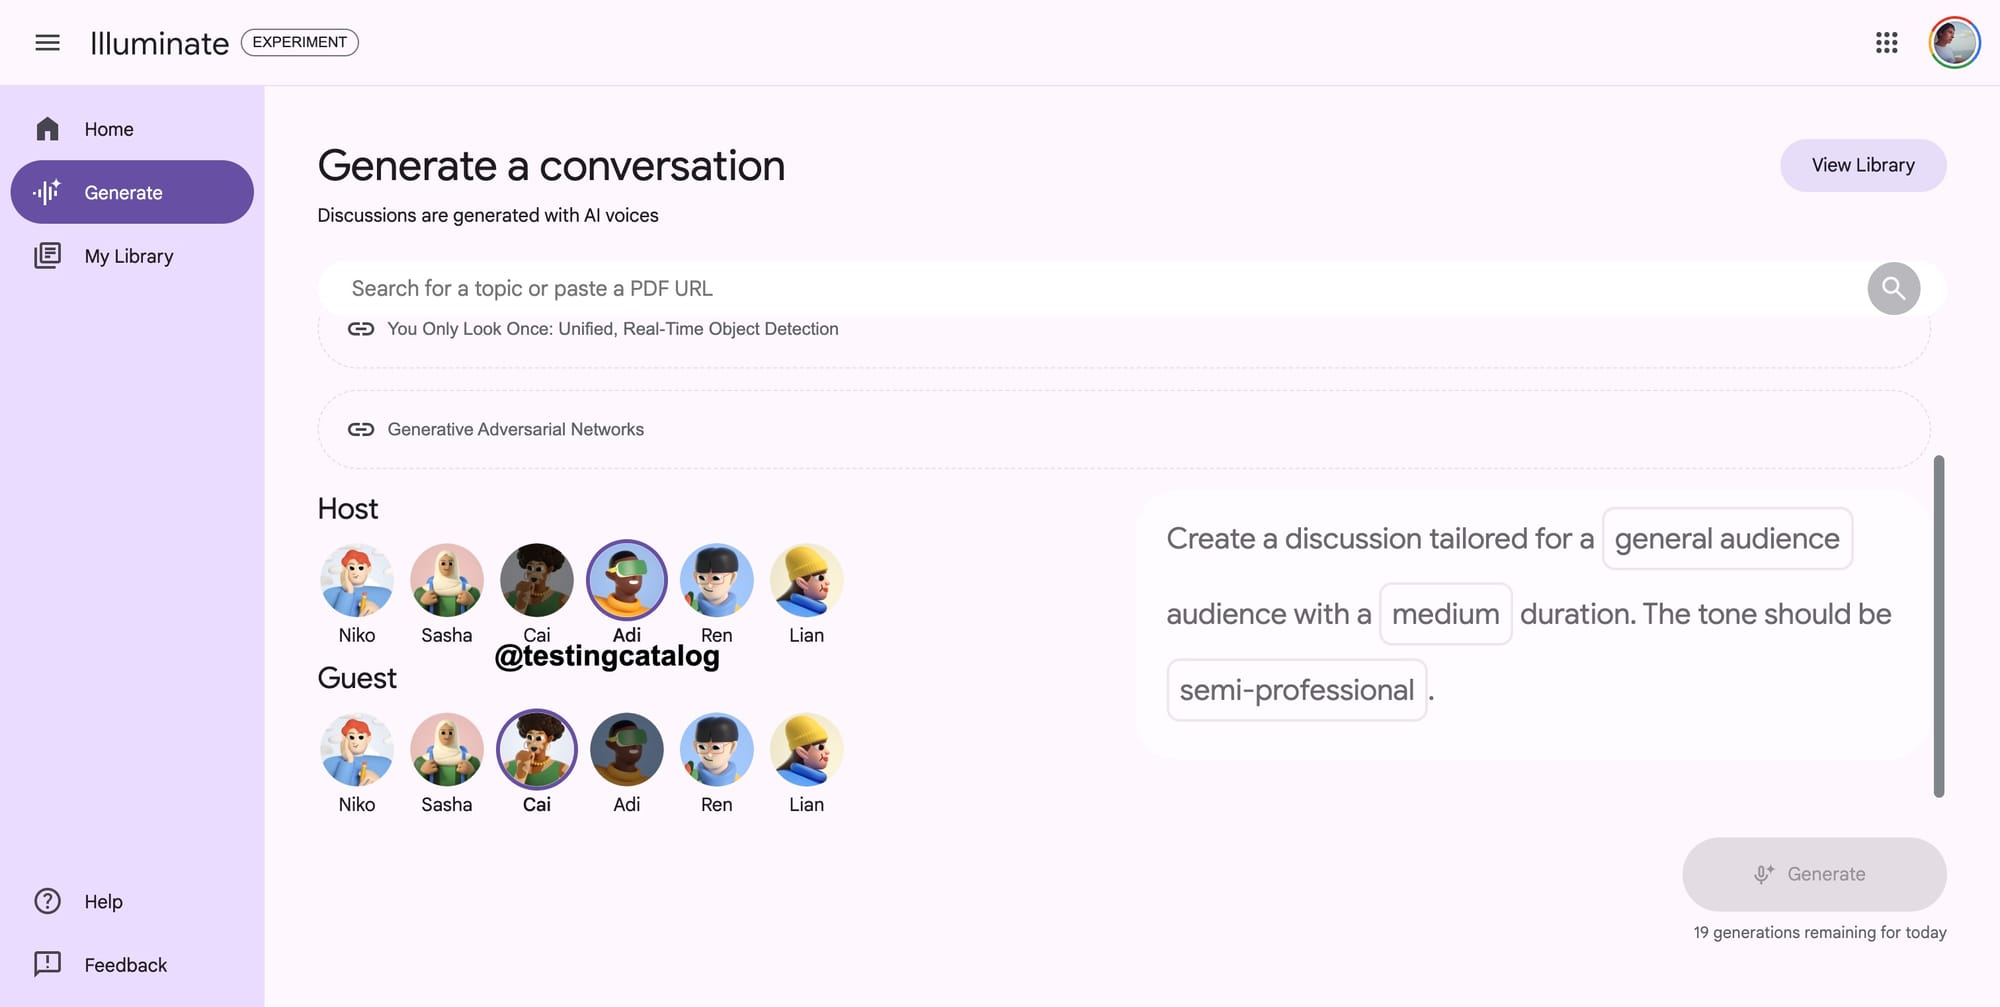 Illuminate EXPERIMENT
Home
Generate
My Library
Help
Feedback
Generate a conversation
View Library
Discussions are generated with AI voices
Search for a topic or paste a PDF URL
You Only Look Once: Unified, Real-Time Object Detection
Generative Adversarial Networks
Host
Niko Sasha Cai Adi Ren Lian
@testingcatalog
Guest
Niko Sasha Cai Adi Ren Lian
Create a discussion tailored for a general audience
audience with a medium duration. The tone should be
semi-professional .
Generate
19 generations remaining for today